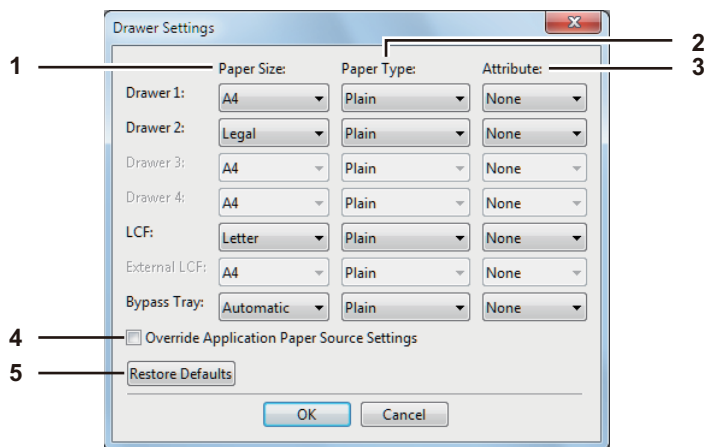 Drawer Settings
2
1 Paper Size: Paper Type: Attribute: 3
Drawer 1: A4 Plain None
Drawer 2: Legal Plain None
Drawer 3: A4 Plain None
Drawer 4: A4 Plain None
LCF: Letter Plain None
External LCF: A4 Plain None
Bypass Tray: Automatic Plain None
4 Override Application Paper Source Settings
5 Restore Defaults
OK Cancel